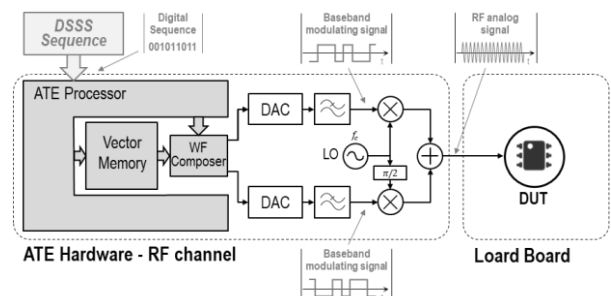 DSSS
Sequence
Digital
Sequence
001011011
Baseband
modulating signal
t
RF analog
signal
t
ATE Processor
Vector
Memory
WF
Composer
DAC
DAC
fc
LO
π/2
DUT
ATE Hardware - RF channel
Loard Board
Baseband
modulating signal
t